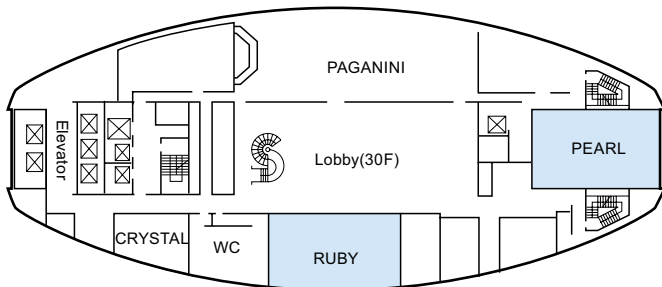 PAGANINI
Elevator
Lobby(30F)
PEARL
CRYSTAL
WC
RUBY